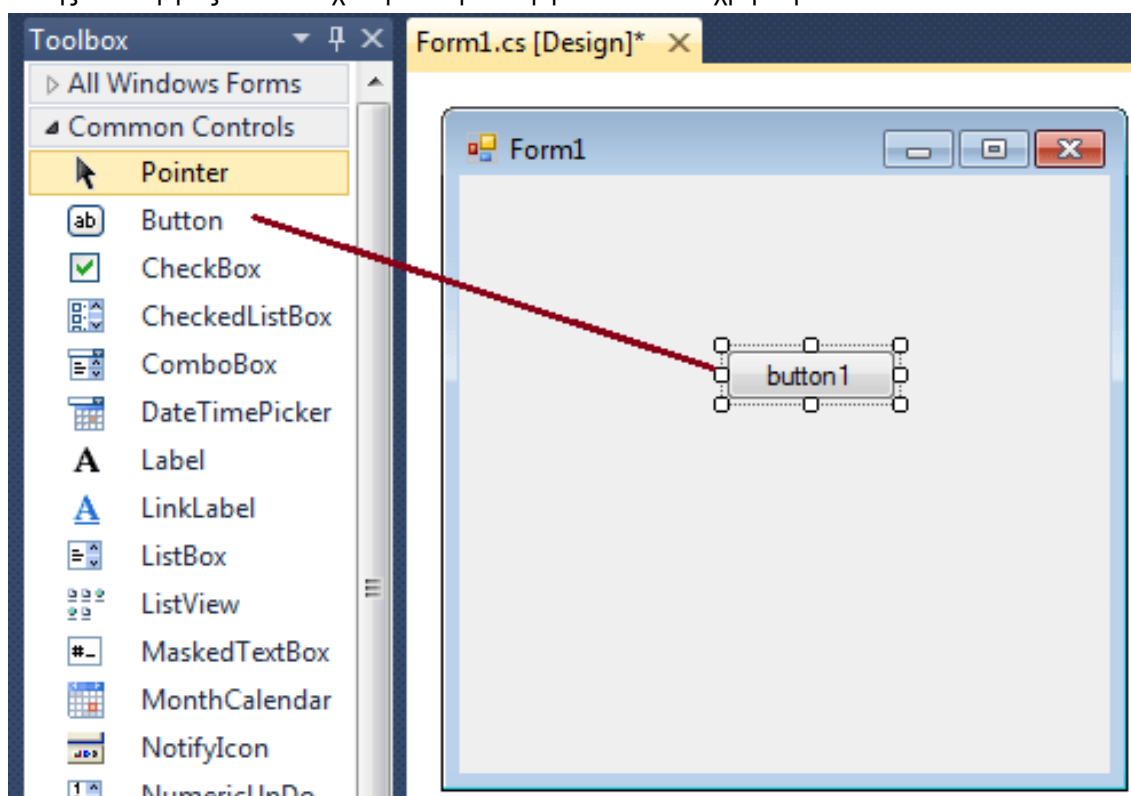 Toolbox
Form1.cs [Design]*
All Windows Forms
Common Controls
Pointer
ab Button
CheckBox
CheckedListBox
ComboBox
DateTimePicker
A Label
A LinkLabel
ListBox
ListView
#_ MaskedTextBox
MonthCalendar
NotifyIcon
Form1
button1